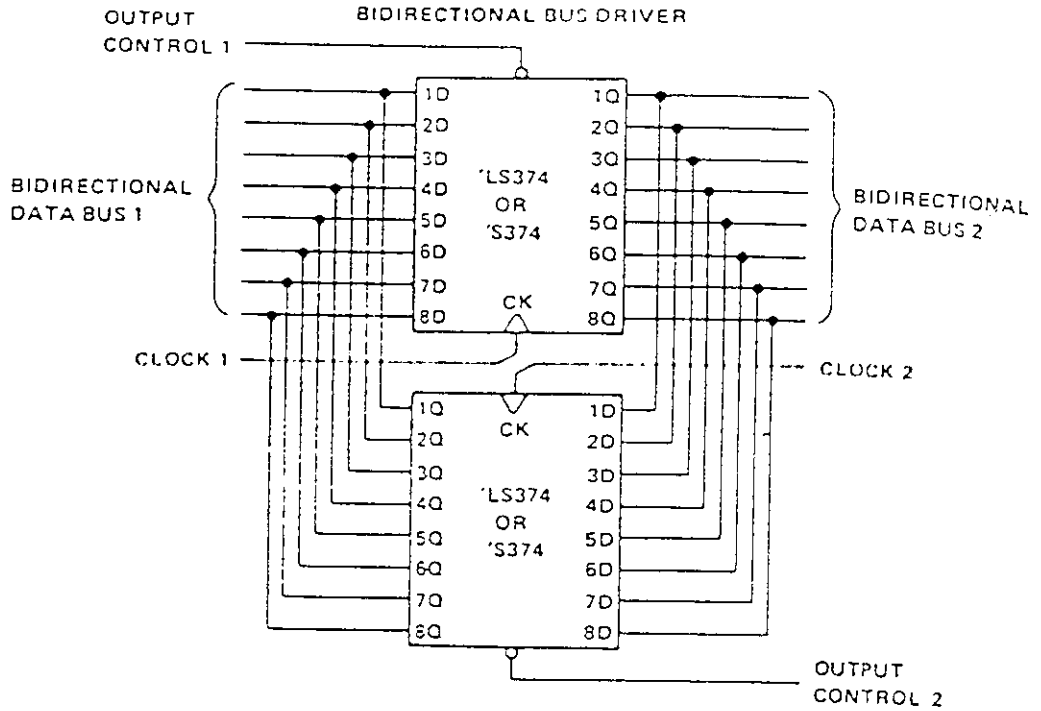 BIDIRECTIONAL BUS DRIVER
OUTPUT
CONTROL 1
1D
2D
3D
4D
5D
6D
7D
8D
'LS374
OR
'S374
CK
1Q
2Q
3Q
4Q
5Q
6Q
7Q
8Q
BIDIRECTIONAL
DATA BUS 1
BIDIRECTIONAL
DATA BUS 2
CLOCK 1
CLOCK 2
1Q
2Q
3Q
4Q
5Q
6Q
7Q
8Q
CK
'LS374
OR
'S374
1D
2D
3D
4D
5D
6D
7D
8D
OUTPUT
CONTROL 2